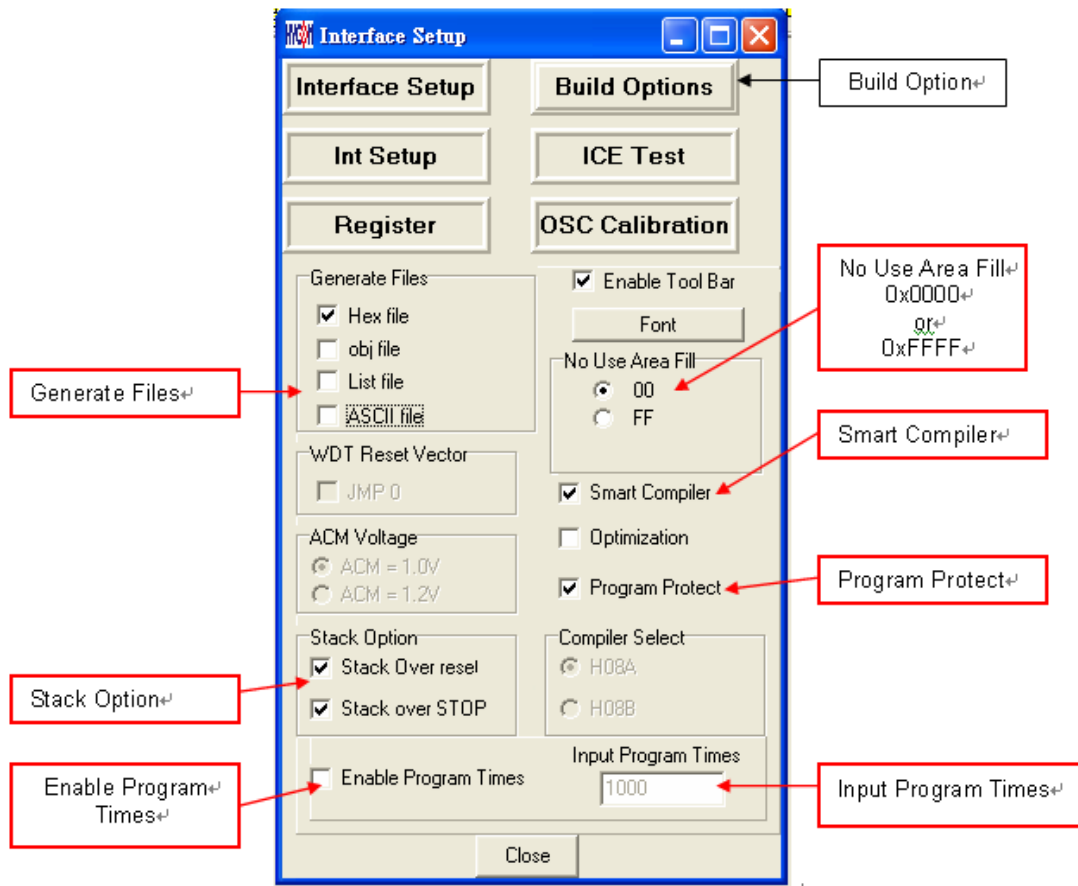 Interface Setup
Interface Setup
Build Options
Build Option↵
Int Setup
ICE Test
Register
OSC Calibration
Generate Files
Hex file
obj file
List file
ASCII file
Generate Files↵
Enable Tool Bar
Font
No Use Area Fill
00
FF
No Use Area Fill↵
0x0000↵
or↵
0xFFFF↵
WDT Reset Vector
JMP 0
Smart Compiler
Smart Compiler↵
Optimization
ACM Voltage
ACM = 1.0V
ACM = 1.2V
Program Protect
Program Protect↵
Stack Option
Stack Over reset
Stack over STOP
Stack Option↵
Compiler Select
H08A
H08B
Enable Program Times
Enable Program↵
Times↵
Input Program Times
1000
Input Program Times↵
Close